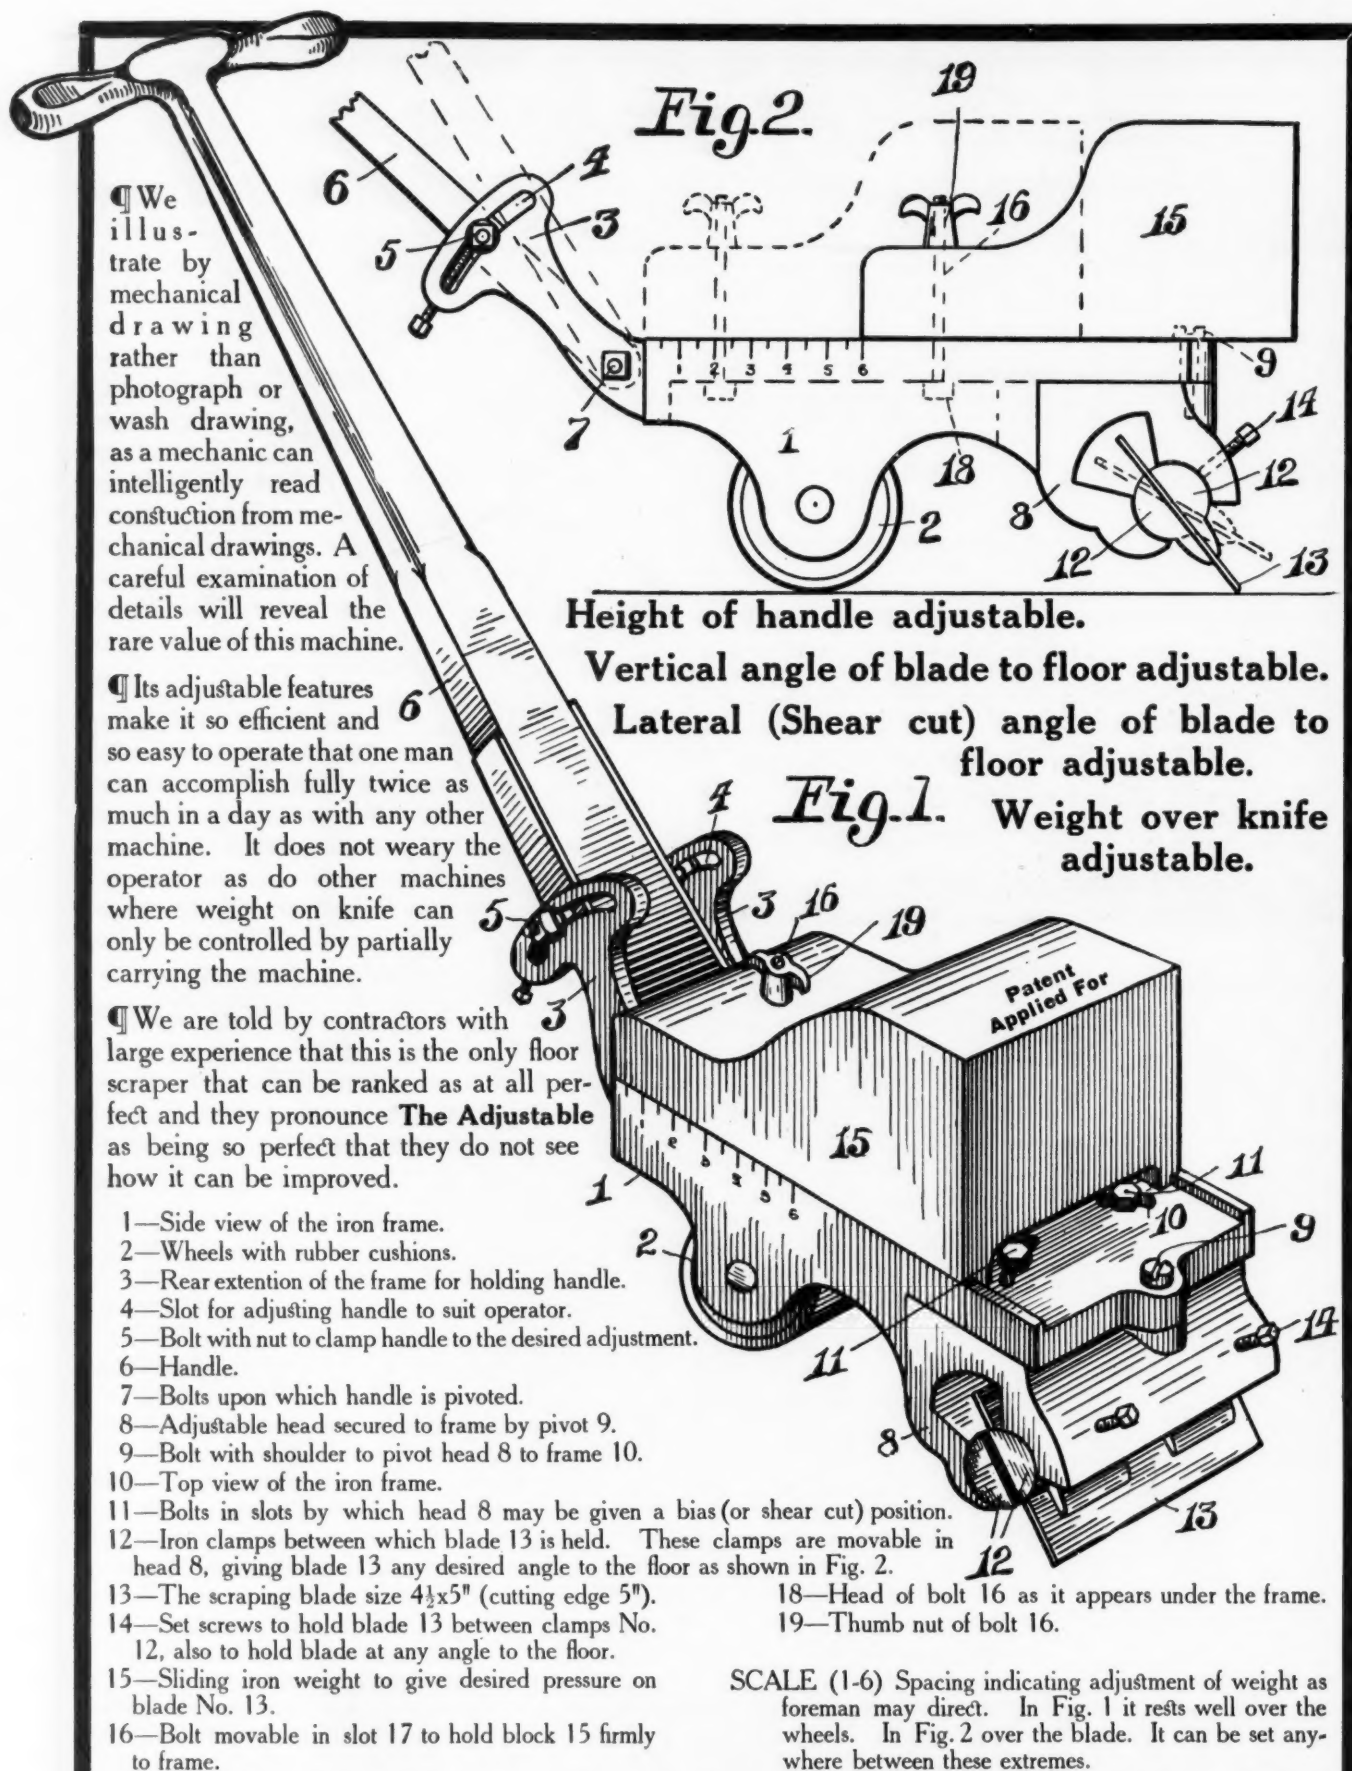 Fig. 2.
19
4
6
3
5
16
15
7
1 2 3 4 5 6
9
14
1
18
2
8
12
12
13
¶ We
illus-
trate by
mechanical
drawing
rather than
photograph or
wash drawing,
as a mechanic can
intelligently read
constuction from me-
chanical drawings. A
careful examination of
details will reveal the
rare value of this machine.
¶ Its adjustable features
make it so efficient and
so easy to operate that one man
can accomplish fully twice as
much in a day as with any other
machine. It does not weary the
operator as do other machines
where weight on knife can
only be controlled by partially
carrying the machine.
¶ We are told by contractors with
large experience that this is the only floor
scraper that can be ranked as at all per-
fect and they pronounce The Adjustable
as being so perfect that they do not see
how it can be improved.
Height of handle adjustable.
Vertical angle of blade to floor adjustable.
Lateral (Shear cut) angle of blade to
floor adjustable.
Weight over knife
adjustable.
Fig. 1.
6
4
5
3
16
19
3
Patent
Applied For
15
1 2 3 4 5 6
1
2
11
10
9
14
11
8
13
12
1—Side view of the iron frame.
2—Wheels with rubber cushions.
3—Rear extention of the frame for holding handle.
4—Slot for adjusting handle to suit operator.
5—Bolt with nut to clamp handle to the desired adjustment.
6—Handle.
7—Bolts upon which handle is pivoted.
8—Adjustable head secured to frame by pivot 9.
9—Bolt with shoulder to pivot head 8 to frame 10.
10—Top view of the iron frame.
11—Bolts in slots by which head 8 may be given a bias (or shear cut) position.
12—Iron clamps between which blade 13 is held. These clamps are movable in
head 8, giving blade 13 any desired angle to the floor as shown in Fig. 2.
13—The scraping blade size 4½x5" (cutting edge 5").
14—Set screws to hold blade 13 between clamps No.
12, also to hold blade at any angle to the floor.
15—Sliding iron weight to give desired pressure on
blade No. 13.
16—Bolt movable in slot 17 to hold block 15 firmly
to frame.
18—Head of bolt 16 as it appears under the frame.
19—Thumb nut of bolt 16.
SCALE (1-6) Spacing indicating adjustment of weight as
foreman may direct. In Fig. 1 it rests well over the
wheels. In Fig. 2 over the blade. It can be set any-
where between these extremes.